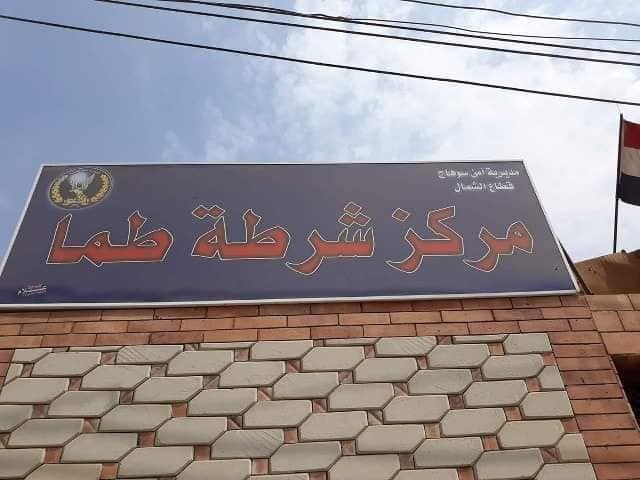 مديرية أمن سوهاج
قطاع الشمال
مركز شرطة طما